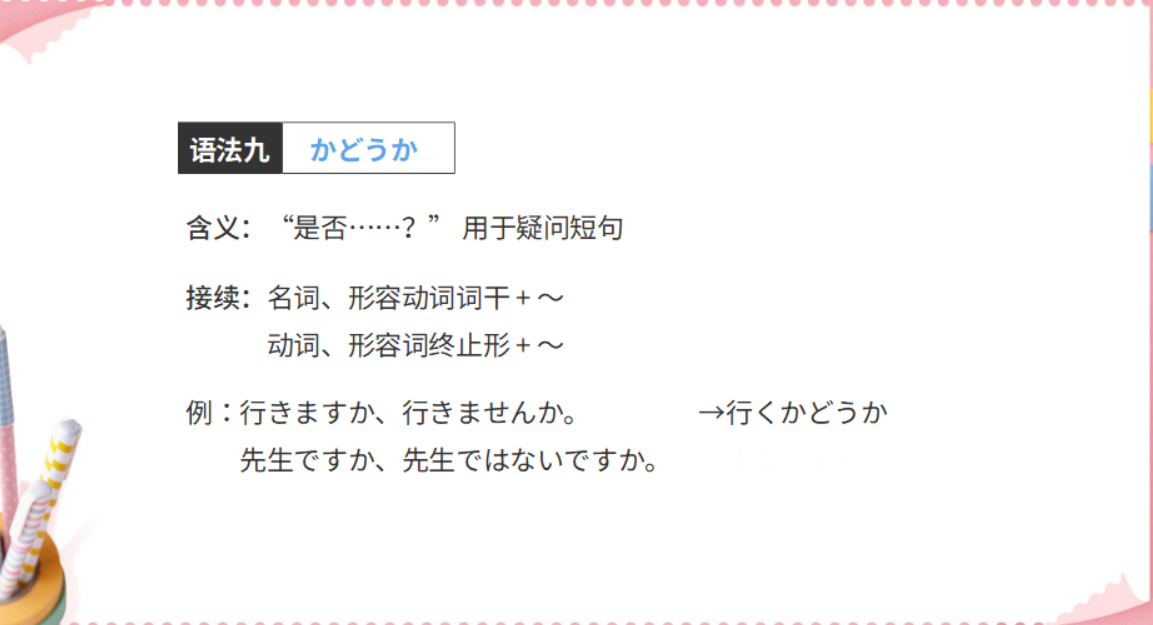 语法九 かどうか
含义：“是否……？” 用于疑问短句
接续：名词、形容动词词干 + ～
动词、形容词终止形 + ～
例：行きますか、行きませんか。 →行くかどうか
先生ですか、先生ではないですか。